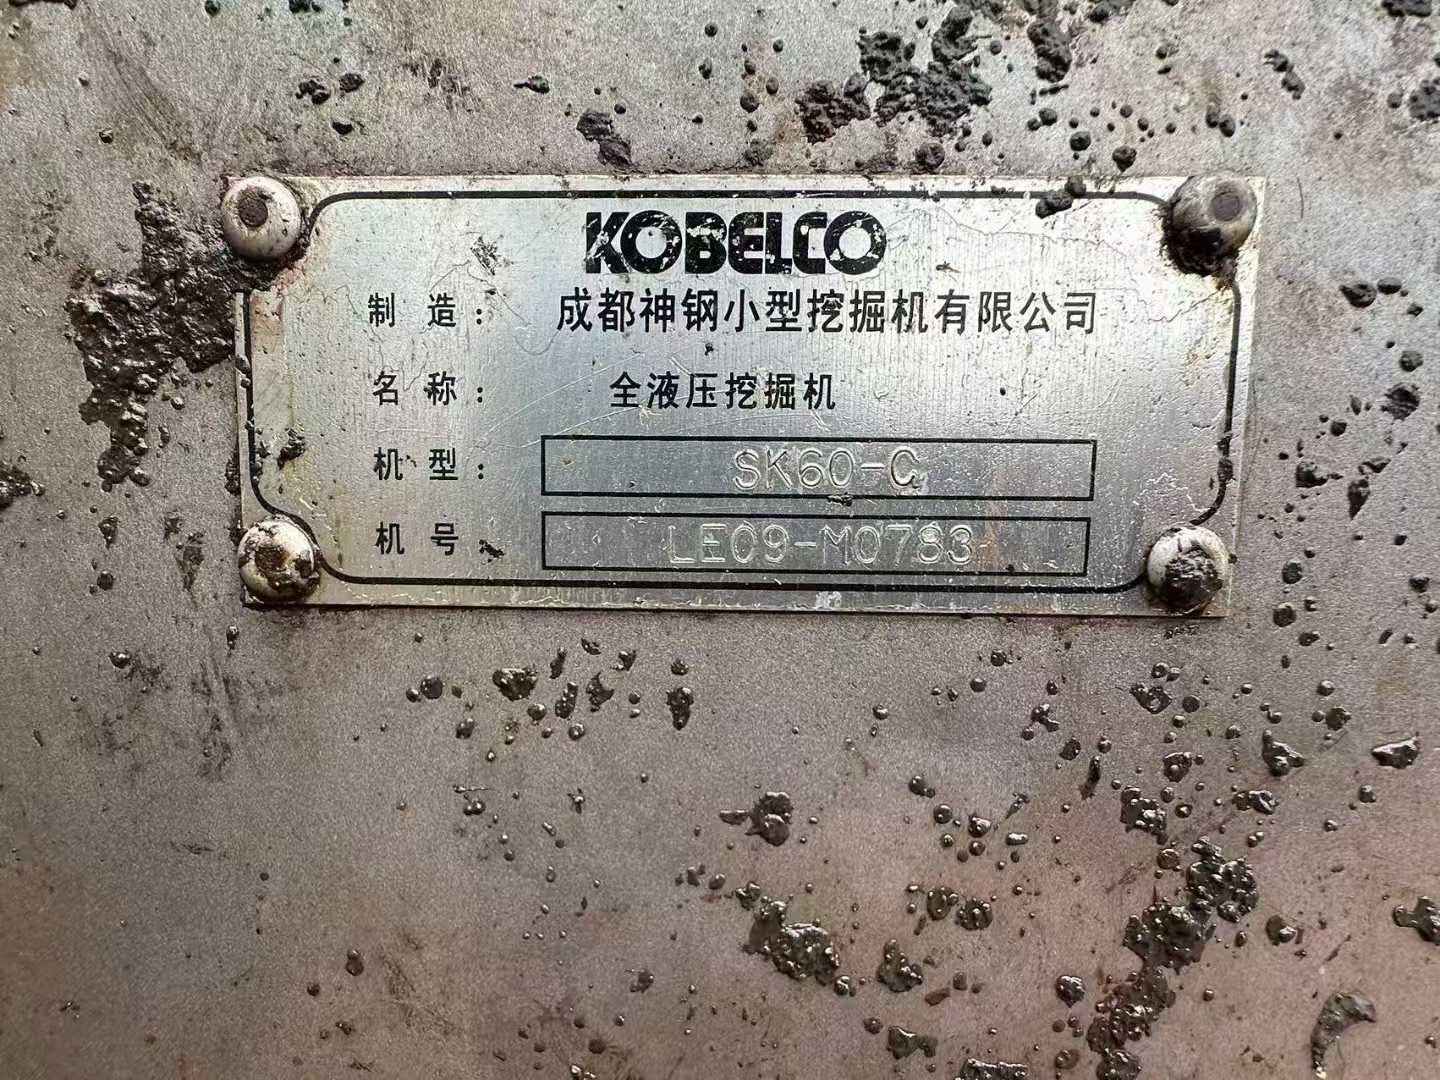 KOBELCO
制 造: 成都神钢小型挖掘机有限公司
名 称: 全液压挖掘机
机 型: SK60-C
机 号: LE09-M0783